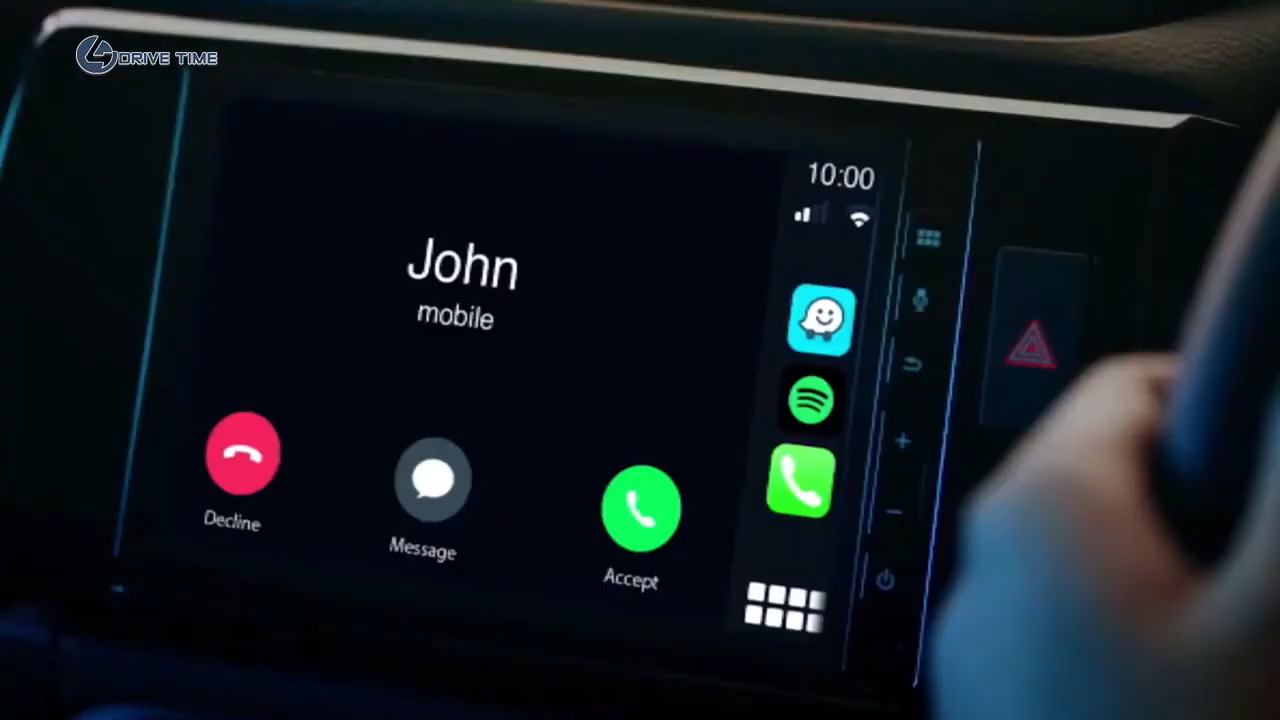 DRIVE TIME
10:00
John
mobile
Decline
Message
Accept